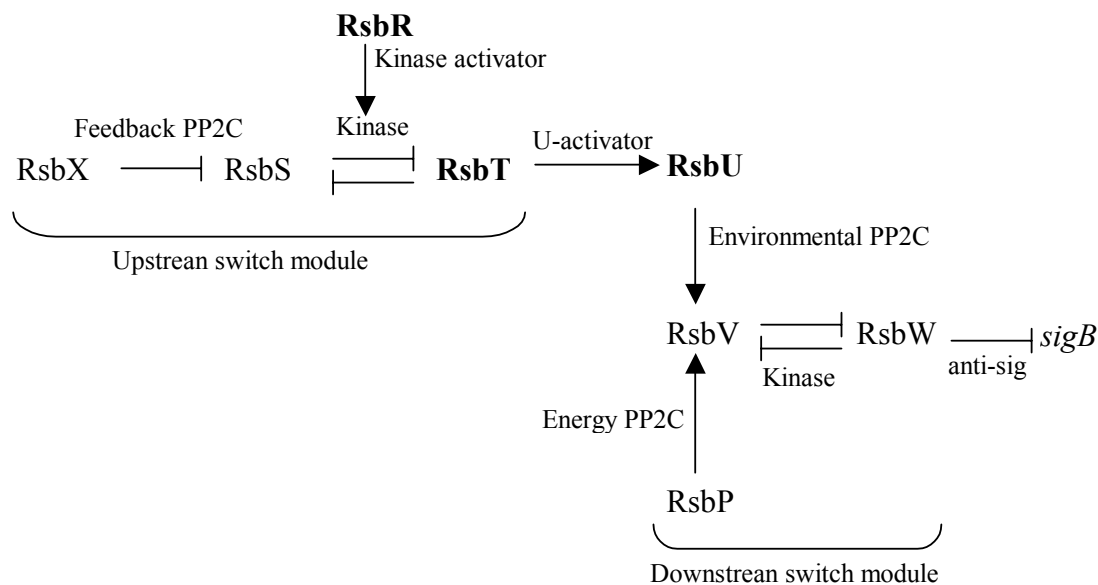 RsbR
Kinase activator
Feedback PP2C
Kinase
U-activator
RsbX
RsbS
RsbT
RsbU
Upstrean switch module
Environmental PP2C
RsbV
RsbW
sigB
Kinase
anti-sig
Energy PP2C
RsbP
Downstrean switch module